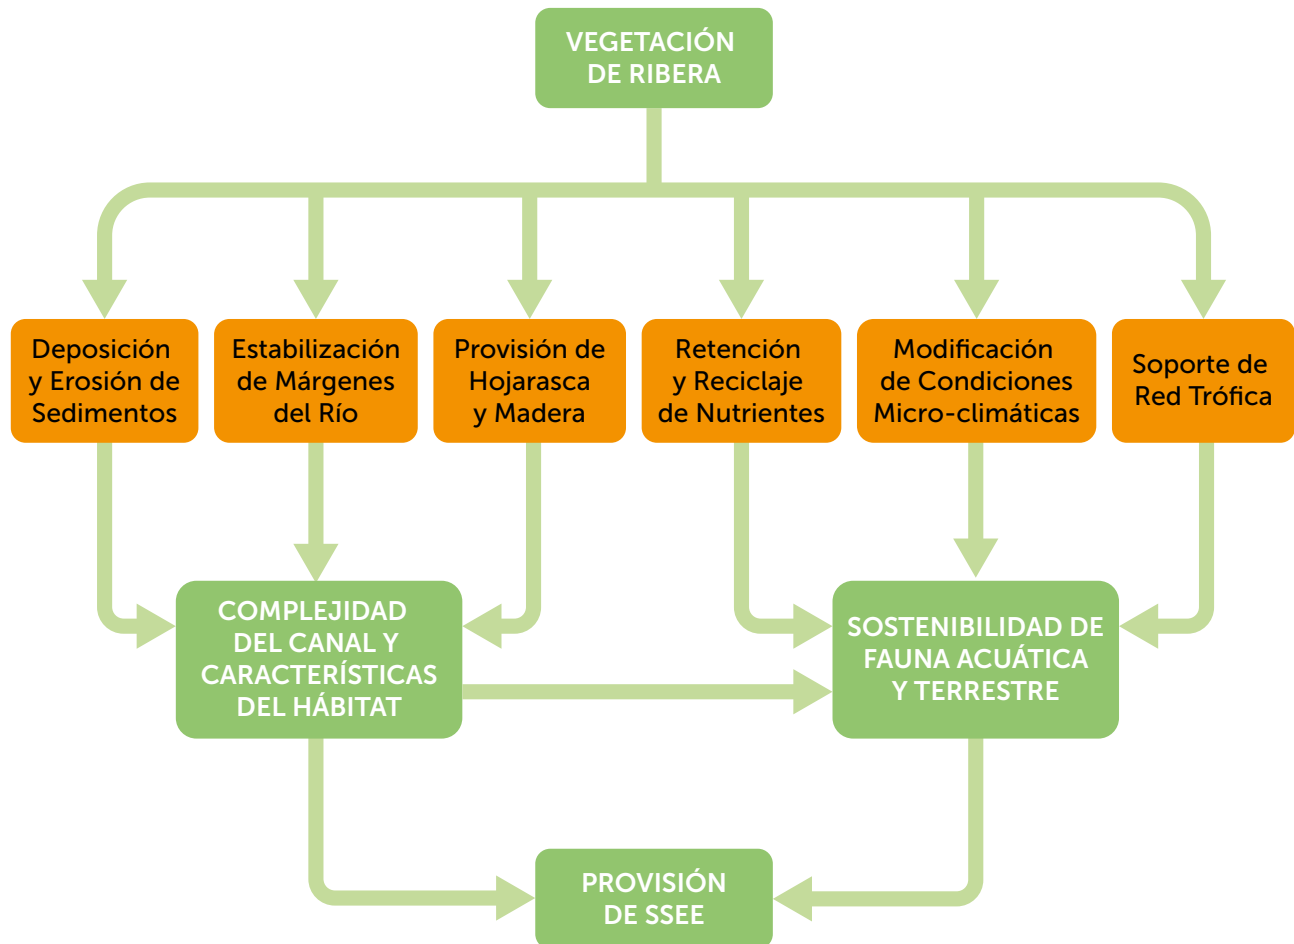 VEGETACIÓN
DE RIBERA
Deposición
y Erosión de
Sedimentos
Estabilización
de Márgenes
del Río
Provisión de
Hojarasca
y Madera
Retención
y Reciclaje
de Nutrientes
Modificación
de Condiciones
Micro-climáticas
Soporte de
Red Trófica
COMPLEJIDAD
DEL CANAL Y
CARACTERÍSTICAS
DEL HÁBITAT
SOSTENIBILIDAD DE
FAUNA ACUÁTICA
Y TERRESTRE
PROVISIÓN
DE SSEE